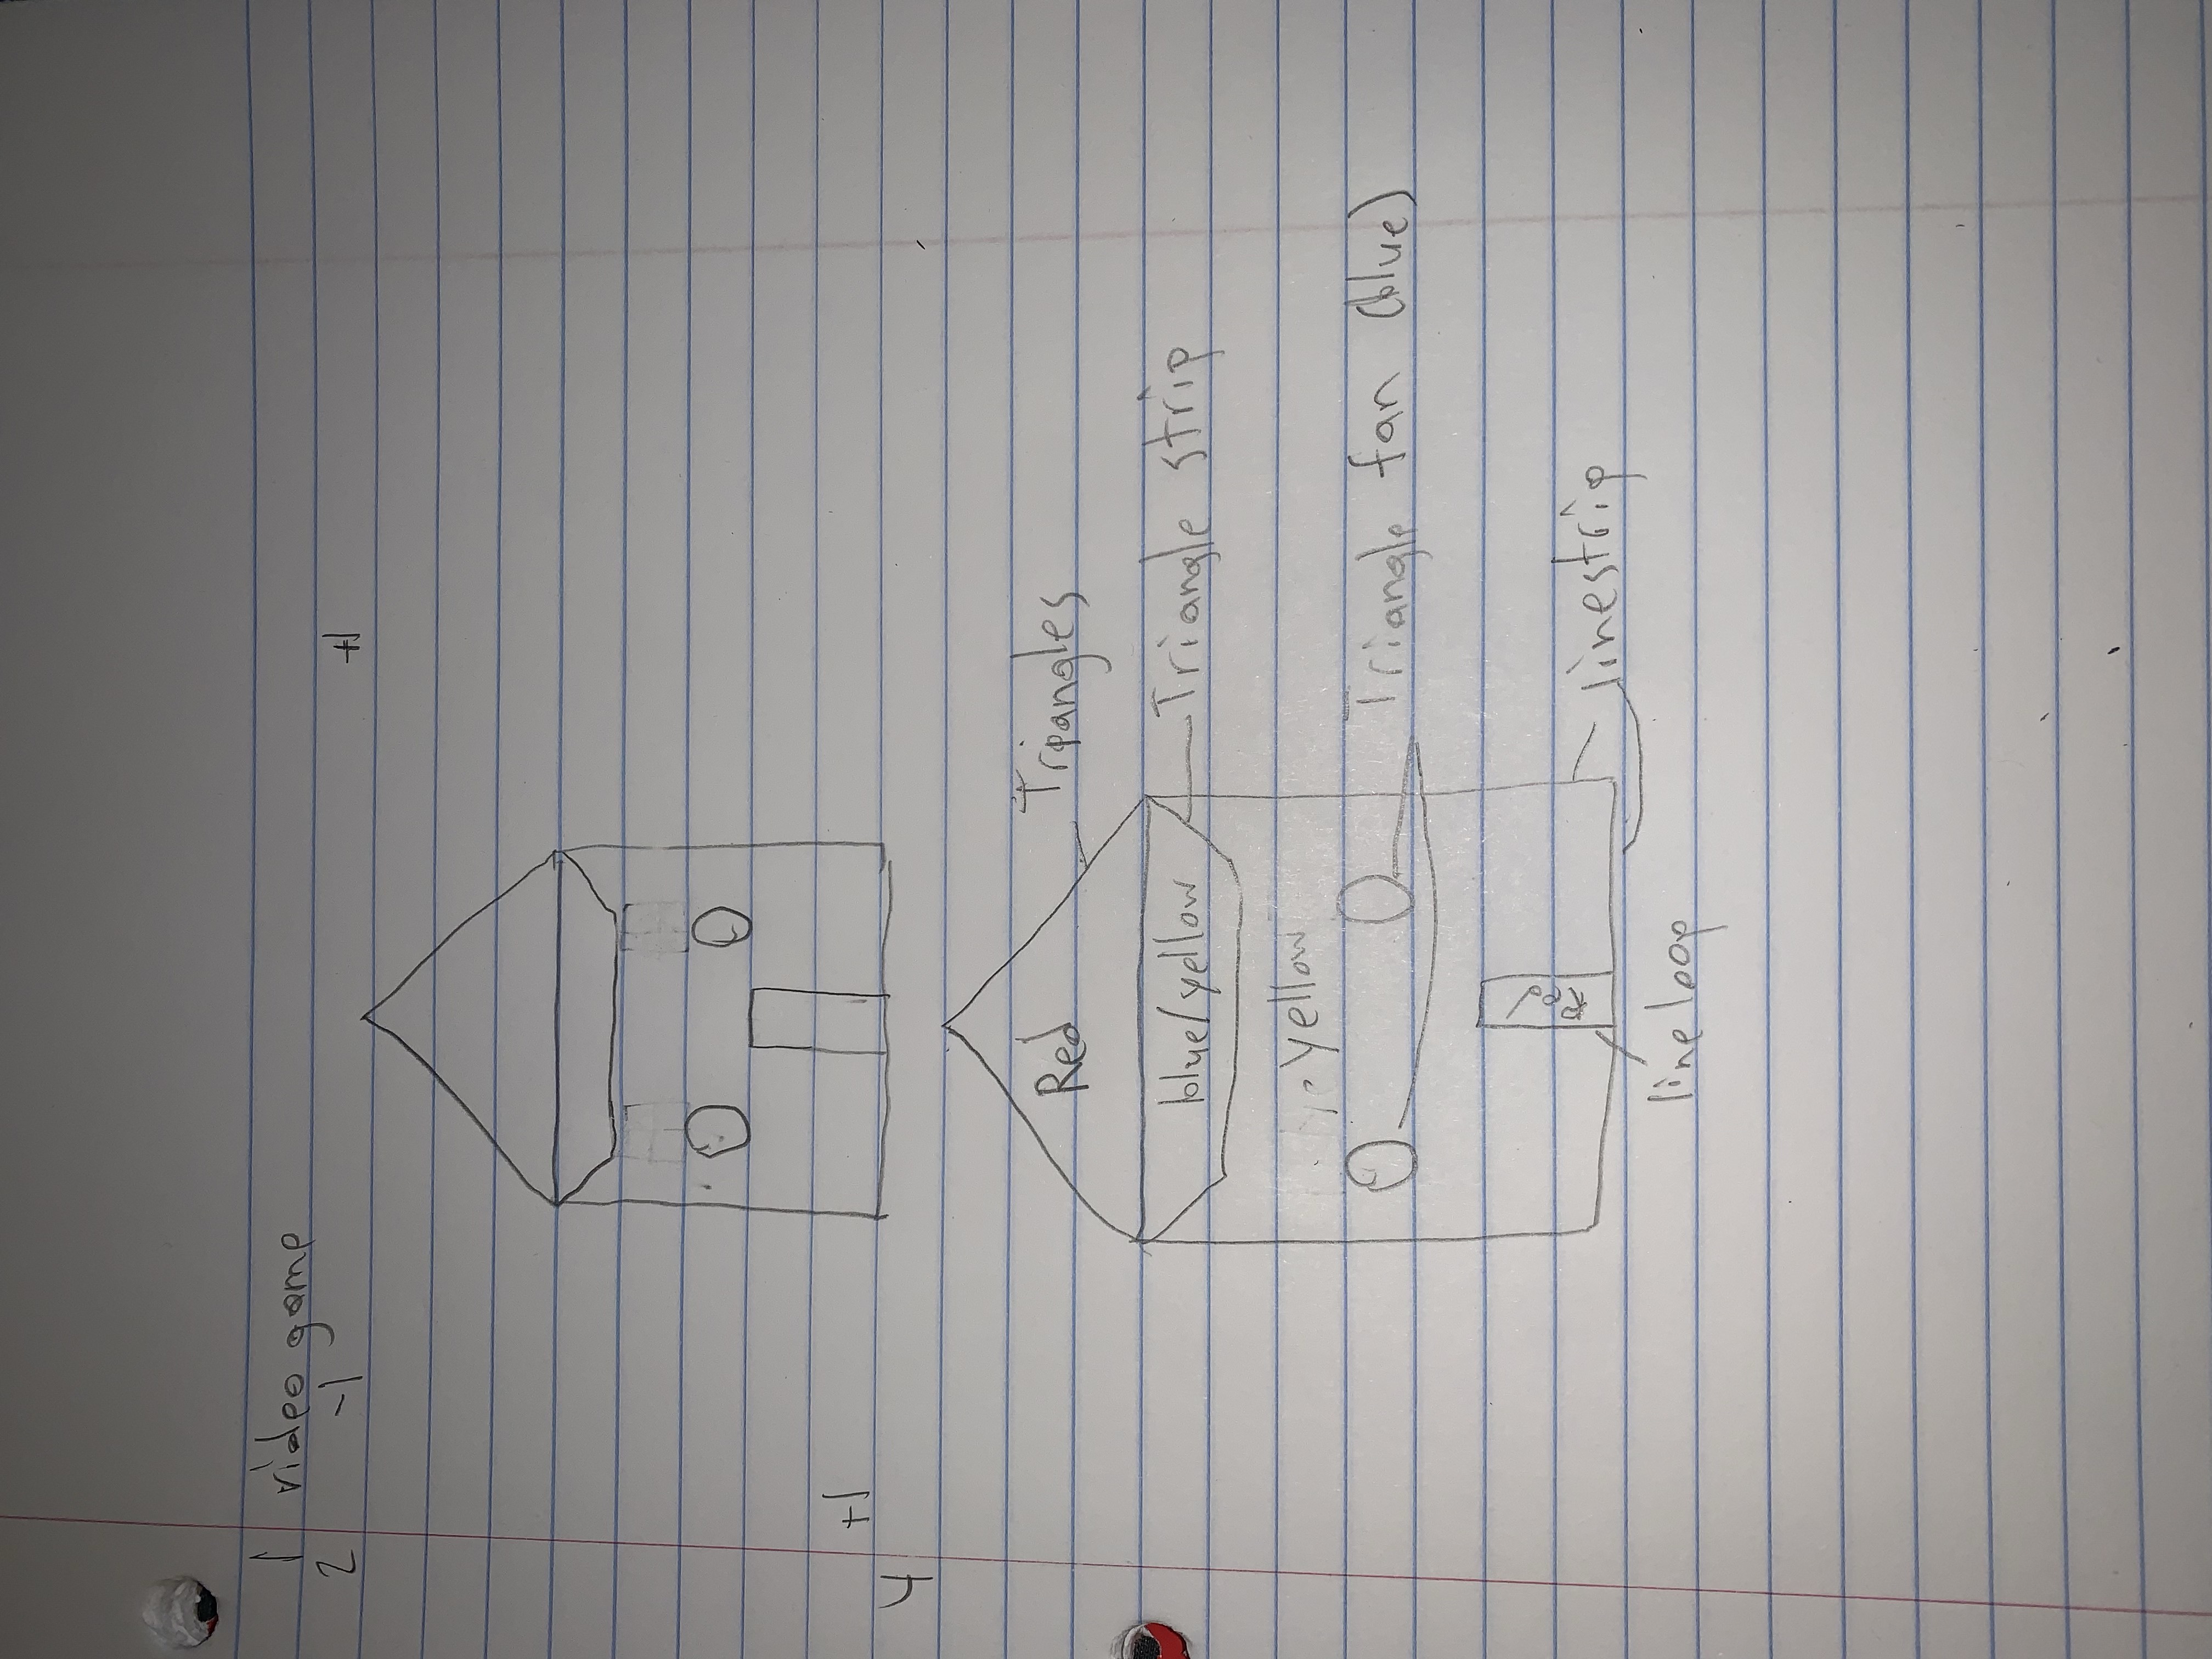 1 video game
2 -1 +1
+1
4
Red Triangles
blue/yellow Triangle strip
yellow
Triangle fan (blue)
Red
linestrip
line loop